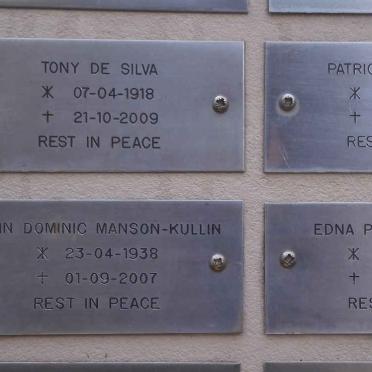 TONY DE SILVA
07-04-1918
† 21-10-2009
REST IN PEACE
DOMINIC MANSON-KULLIN
23-04-1938
† 01-09-2007
REST IN PEACE
EDNA